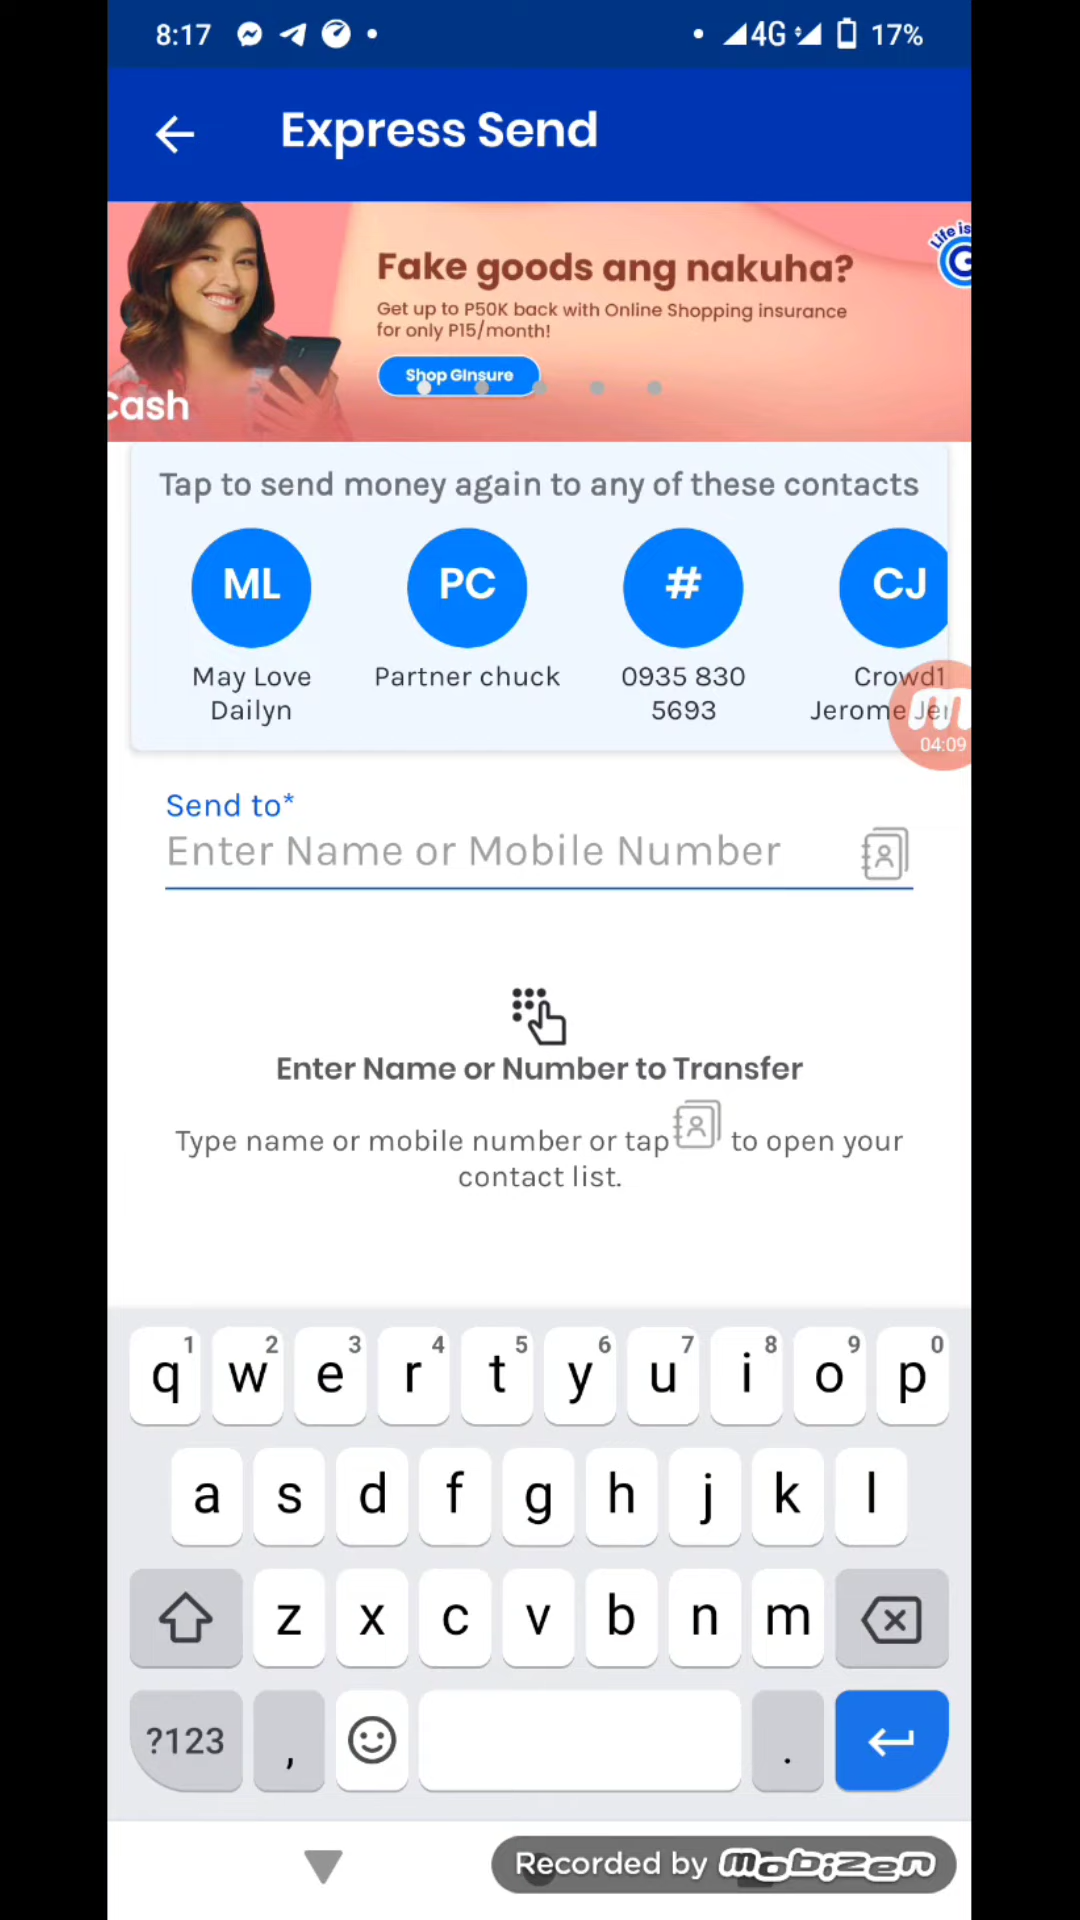 8:17
4G
17%
Express Send
Fake goods ang nakuha?
Get up to P50K back with Online Shopping insurance
for only P15/month!
Shop GInsure
Life is
G
Cash
Tap to send money again to any of these contacts
ML
PC
#
CJ
May Love
Dailyn
Partner chuck
0935 830
5693
Crowd1
Jerome Jer
m
04:09
Send to*
Enter Name or Mobile Number
Enter Name or Number to Transfer
Type name or mobile number or tap to open your
contact list.
1 2 3 4 5 6 7 8 9 0
q w e r t y u i o p
a s d f g h j k l
z x c v b n m
?123 , .
Recorded by mobizen